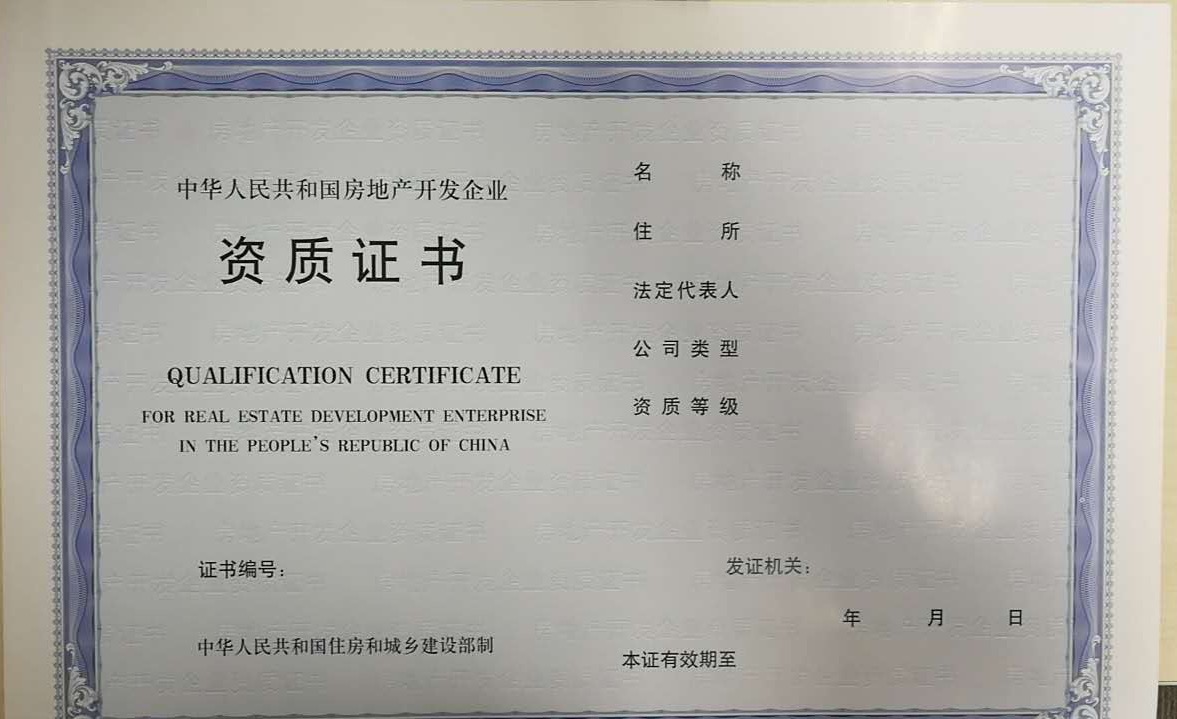 中华人民共和国房地产开发企业
资质证书
QUALIFICATION CERTIFICATE
FOR REAL ESTATE DEVELOPMENT ENTERPRISE
IN THE PEOPLE'S REPUBLIC OF CHINA
证书编号：
中华人民共和国住房和城乡建设部制
名 称
住 所
法定代表人
公司类型
资质等级
发证机关：
年 月 日
本证有效期至